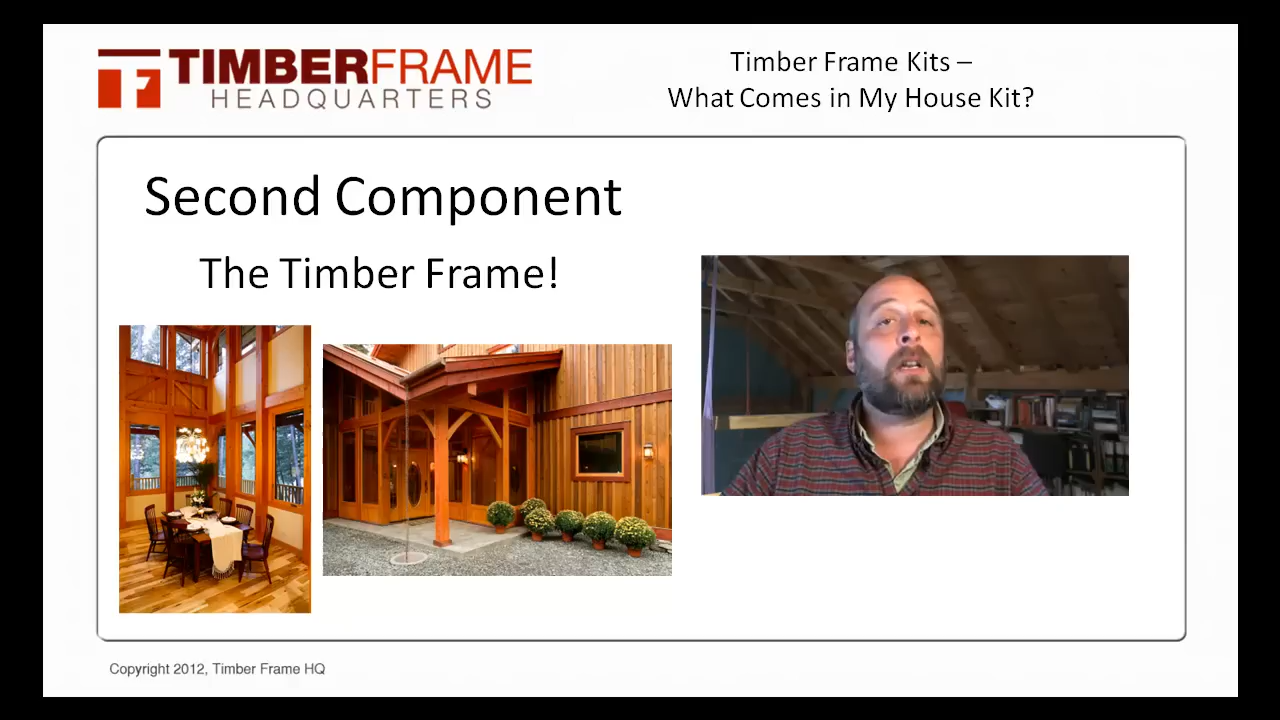 TIMBERFRAME
HEADQUARTERS
Timber Frame Kits –
What Comes in My House Kit?
Second Component
The Timber Frame!
Copyright 2012, Timber Frame HQ